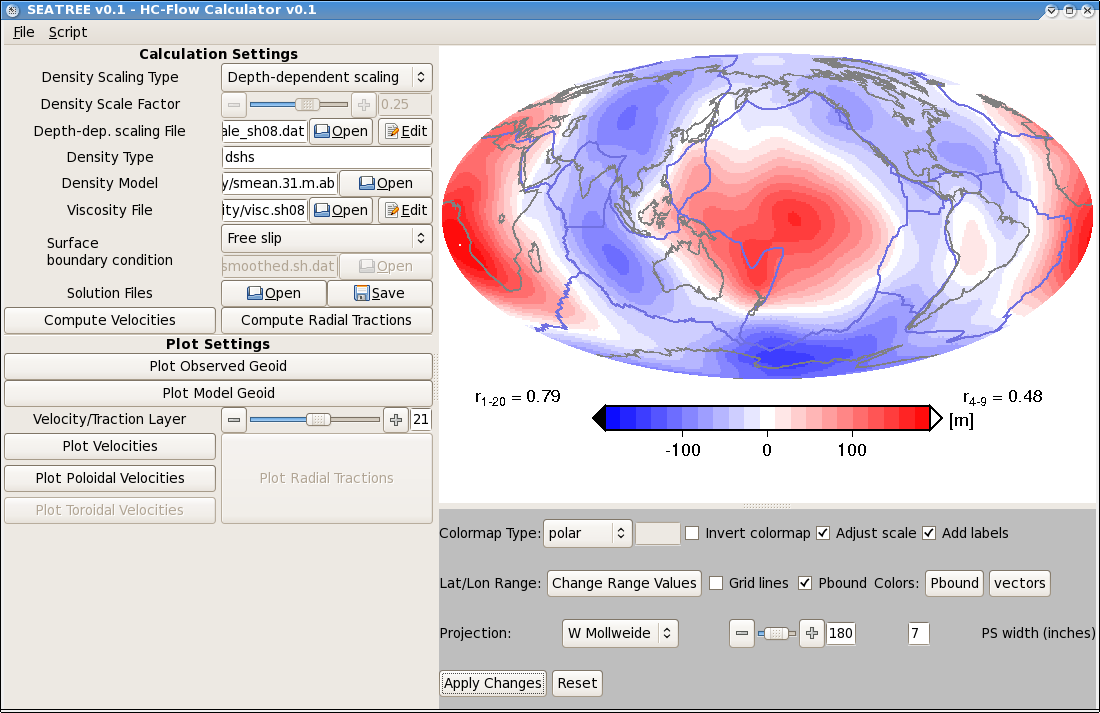 SEATREE v0.1 - HC-Flow Calculator v0.1
File Script
Calculation Settings
Density Scaling Type Depth-dependent scaling
Density Scale Factor 0.25
Depth-dep. scaling File ale_sh08.dat Open Edit
Density Type dshs
Density Model y/smean.31.m.ab Open
Viscosity File ity/visc.sh08 Open Edit
Surface
boundary condition
Free slip
smoothed.sh.dat Open
Solution Files Open Save
Compute Velocities Compute Radial Tractions
Plot Settings
Plot Observed Geoid
Plot Model Geoid
Velocity/Traction Layer 21
Plot Velocities
Plot Poloidal Velocities Plot Radial Tractions
Plot Toroidal Velocities
r1-20 = 0.79 r4-9 = 0.48
[m]
-100 0 100
Colormap Type: polar Invert colormap Adjust scale Add labels
Lat/Lon Range: Change Range Values Grid lines Pbound Colors: Pbound vectors
Projection: W Mollweide 180 7 PS width (inches)
Apply Changes Reset